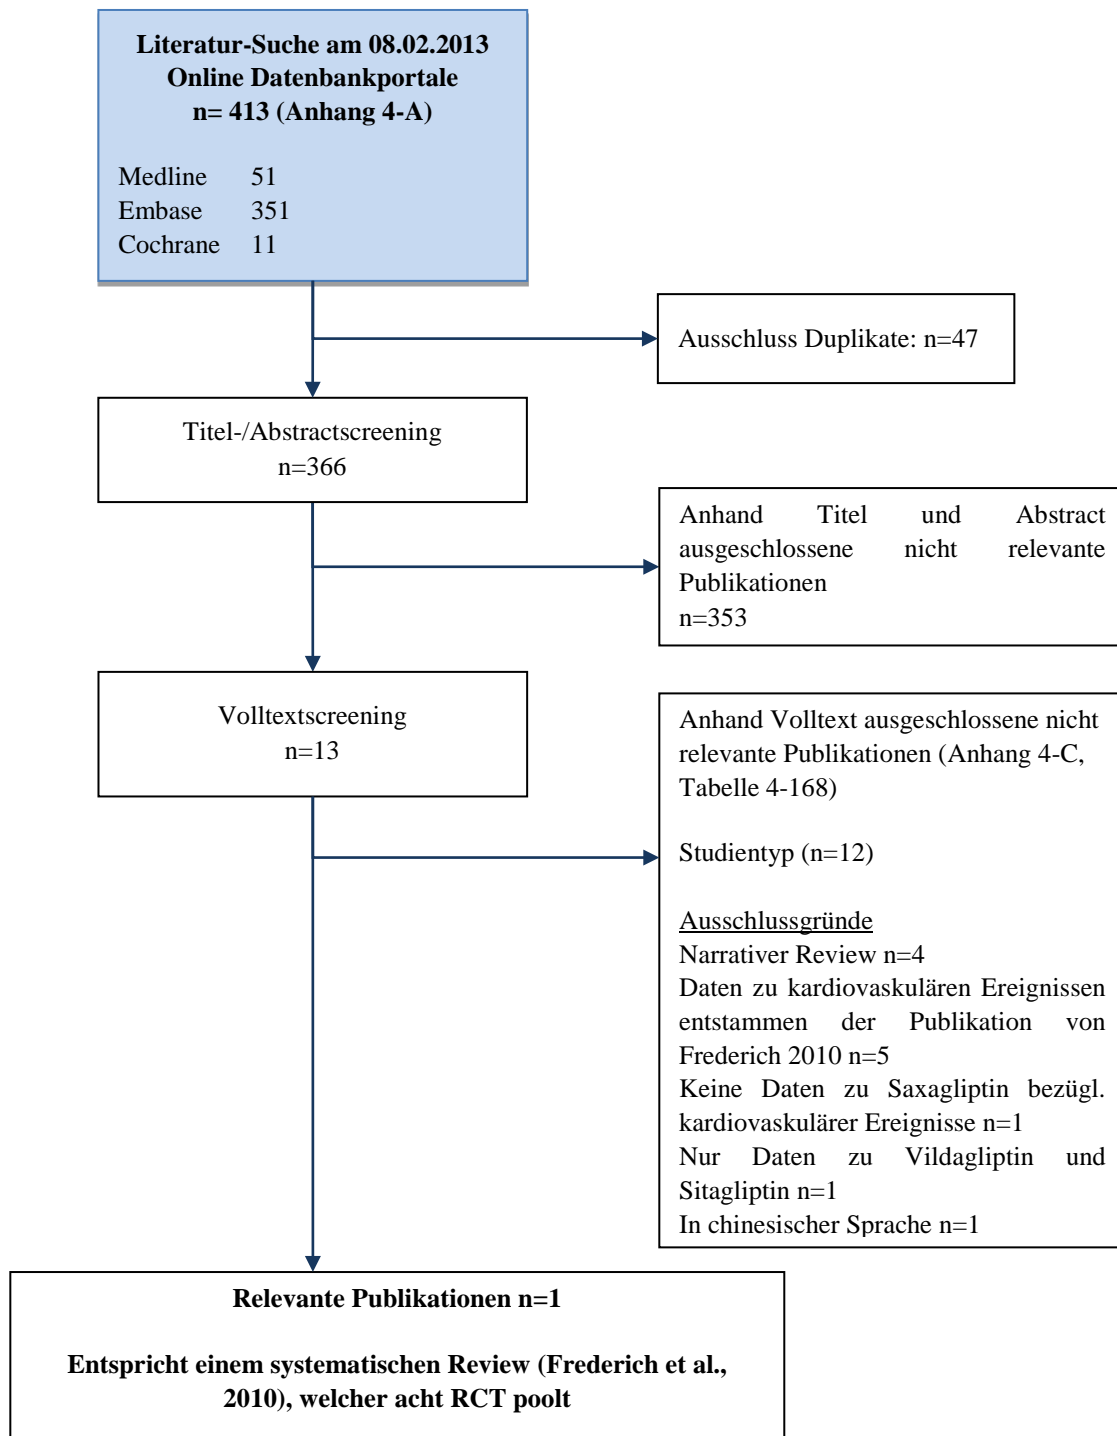 Literatur-Suche am 08.02.2013
Online Datenbankportale
n= 413 (Anhang 4-A)
Medline 51
Embase 351
Cochrane 11
Ausschluss Duplikate: n=47
Titel-/Abstractscreening
n=366
Anhand Titel und Abstract
ausgeschlossene nicht relevante
Publikationen
n=353
Volltextscreening
n=13
Anhand Volltext ausgeschlossene nicht
relevante Publikationen (Anhang 4-C,
Tabelle 4-168)
Studientyp (n=12)
Ausschlussgründe
Narrativer Review n=4
Daten zu kardiovaskulären Ereignissen
entstammen der Publikation von
Frederich 2010 n=5
Keine Daten zu Saxagliptin bezügl.
kardiovaskulärer Ereignisse n=1
Nur Daten zu Vildagliptin und
Sitagliptin n=1
In chinesischer Sprache n=1
Relevante Publikationen n=1
Entspricht einem systematischen Review (Frederich et al.,
2010), welcher acht RCT poolt